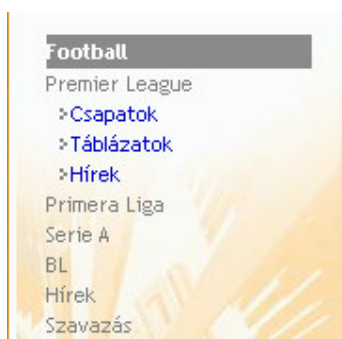 Football
Premier League
>Csapatok
>Táblázatok
>Hírek
Primera Liga
Serie A
BL
Hírek
Szavazás